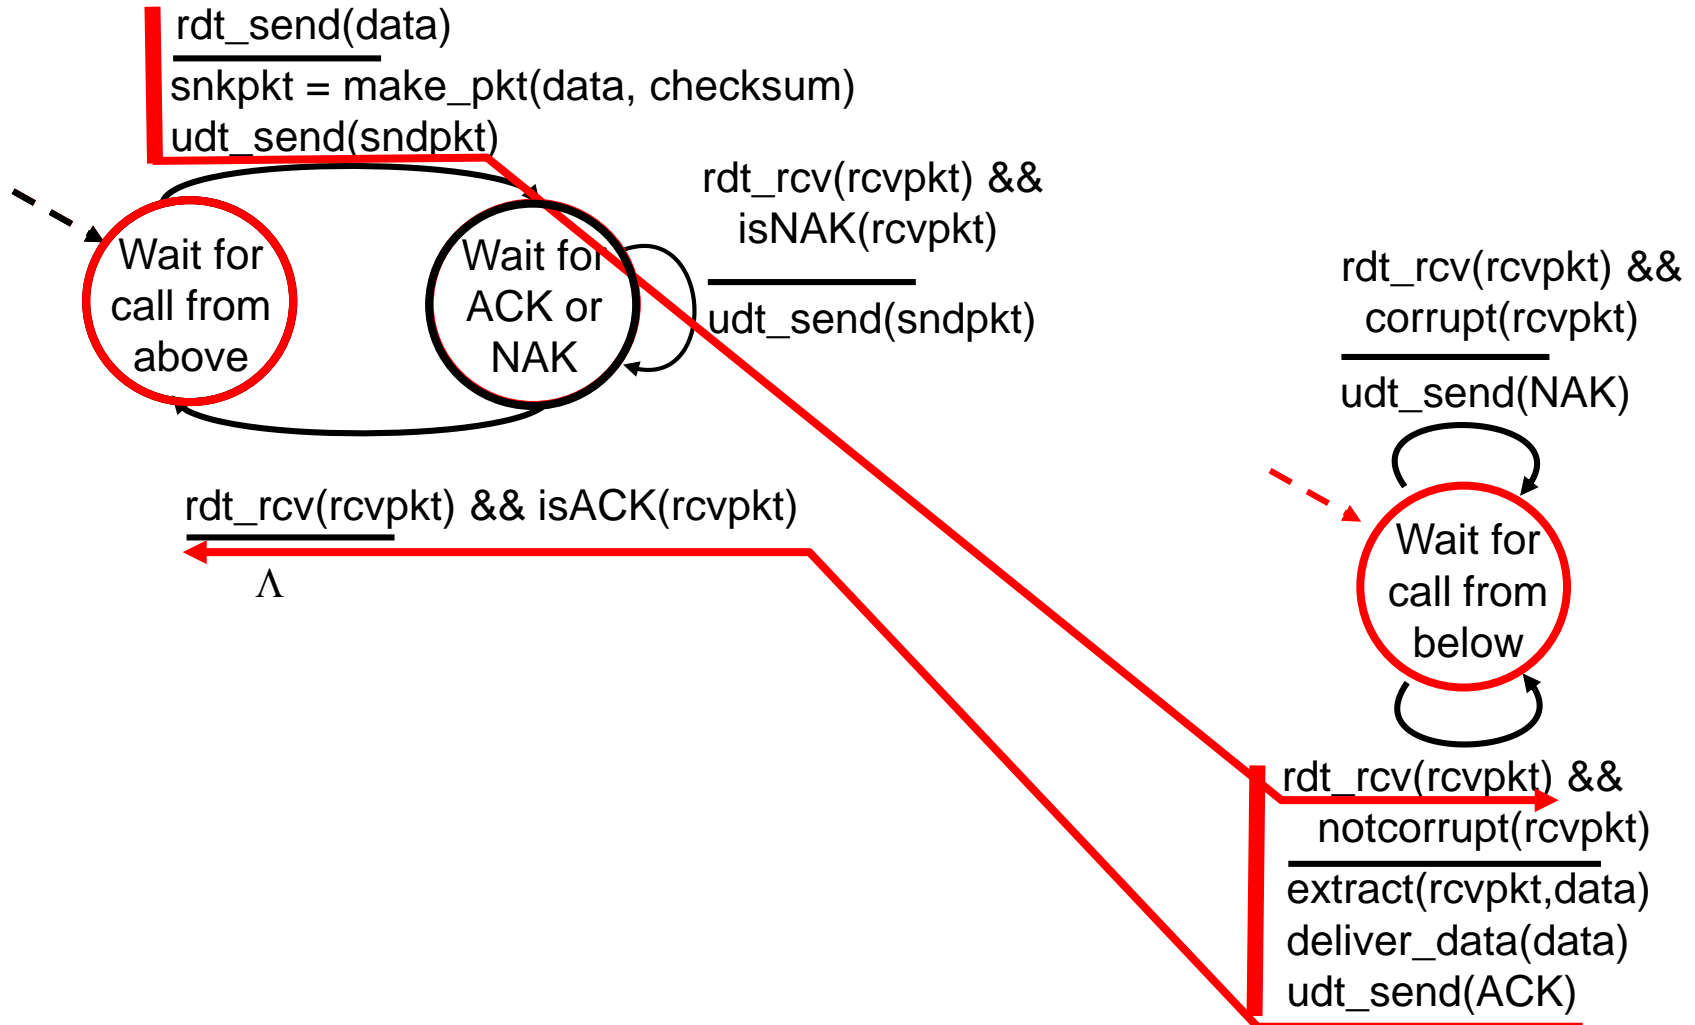 rdt_send(data)
snkpkt = make_pkt(data, checksum)
udt_send(sndpkt)
Wait for
call from
above
Wait for
ACK or
NAK
rdt_rcv(rcvpkt) &&
isNAK(rcvpkt)
udt_send(sndpkt)
rdt_rcv(rcvpkt) && isACK(rcvpkt)
Λ
rdt_rcv(rcvpkt) &&
corrupt(rcvpkt)
udt_send(NAK)
Wait for
call from
below
rdt_rcv(rcvpkt) &&
notcorrupt(rcvpkt)
extract(rcvpkt,data)
deliver_data(data)
udt_send(ACK)